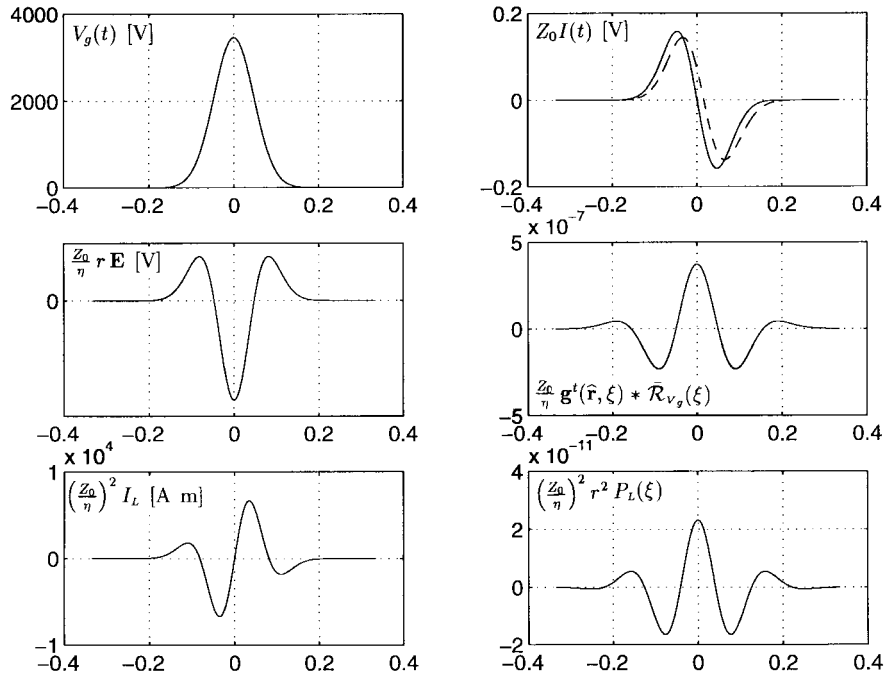 V_g(t) [V]
4000
2000
0
−0.4 −0.2 0 0.2 0.4
Z_0 I(t) [V]
0.2
0
−0.2
−0.4 −0.2 0 0.2 0.4
Z_0/η r E [V]
0
−0.4 −0.2 0 0.2 0.4
x 10^−7
5
0
−5
Z_0/η g^t(r̂, ξ) * R̄_{V_g}(ξ)
−0.4 −0.2 0 0.2 0.4
x 10^4
1
0
−1
(Z_0/η)^2 I_L [A m]
−0.4 −0.2 0 0.2 0.4
x 10^−11
4
2
0
−2
(Z_0/η)^2 r^2 P_L(ξ)
−0.4 −0.2 0 0.2 0.4